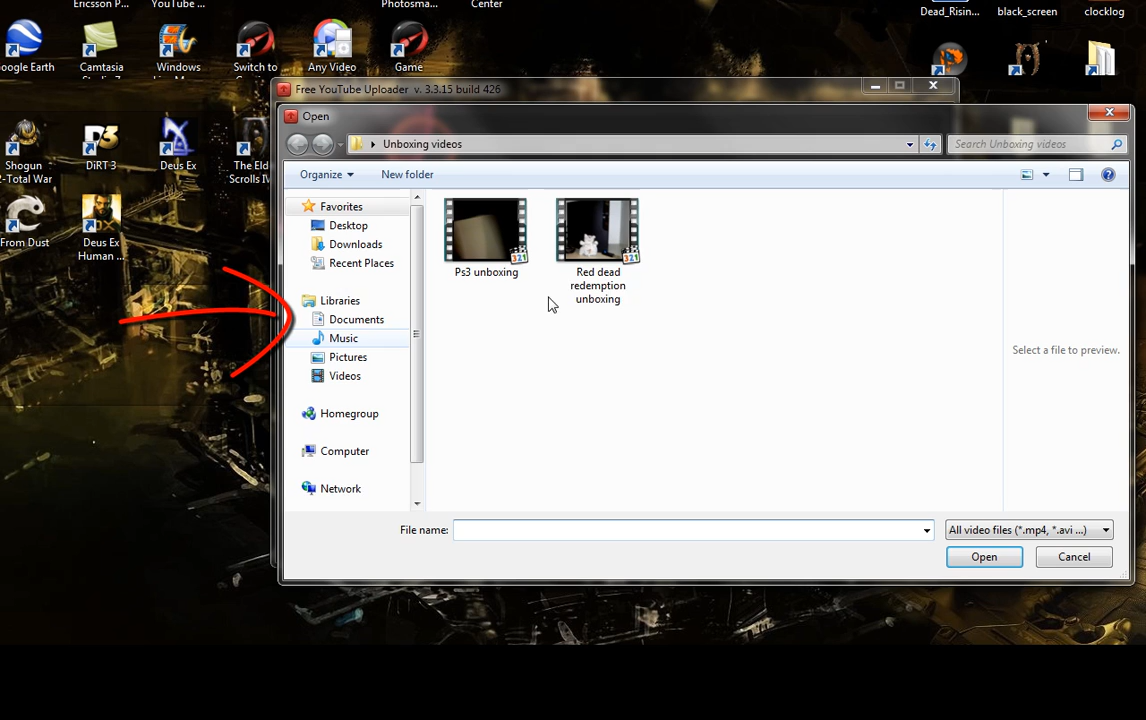 Ericsson P...
YouTube ...
Photosma...
Center
Dead_Risin...
black_screen
clocklog
oogle Earth
Camtasia
Windows
Switch to
Any Video
Game
Free YouTube Uploader v. 3.3.15 build 426
Open
Unboxing videos
Search Unboxing videos
Organize
New folder
Shogun
2-Total War
DiRT 3
Deus Ex
The Eld
Scrolls IV
From Dust
Deus Ex
Human ...
Favorites
Desktop
Downloads
Recent Places
Libraries
Documents
Music
Pictures
Videos
Homegroup
Computer
Network
321
Ps3 unboxing
321
Red dead
redemption
unboxing
Select a file to preview.
File name:
All video files (*.mp4, *.avi ...)
Open
Cancel